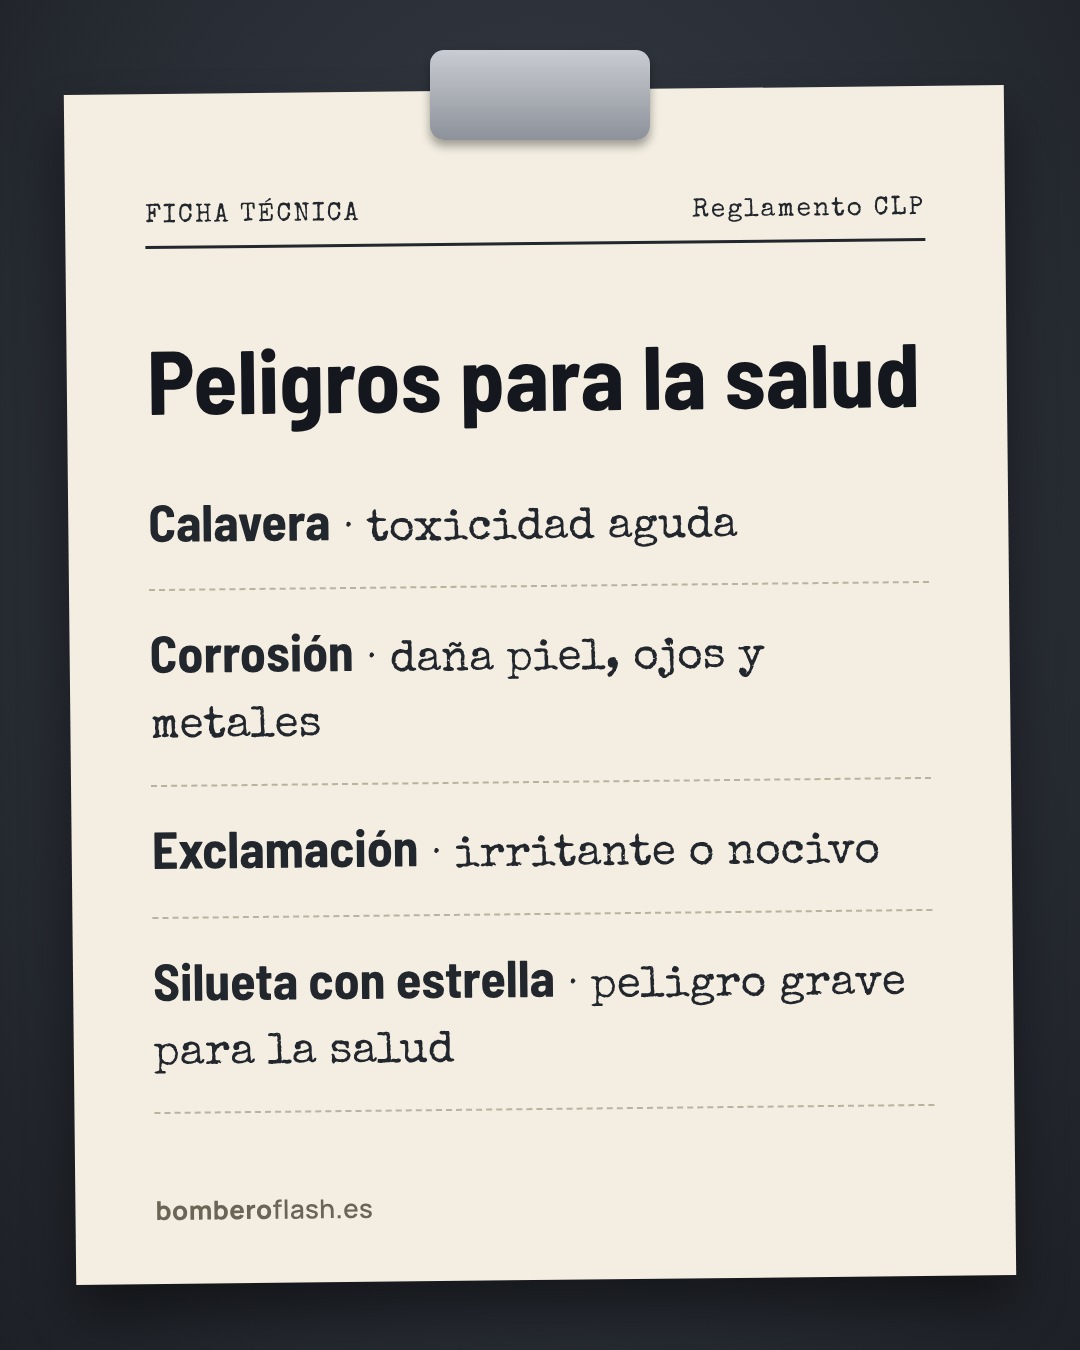 FICHA TÉCNICA
Reglamento CLP
Peligros para la salud
Calavera · toxicidad aguda
Corrosión · daña piel, ojos y
metales
Exclamación · irritante o nocivo
Silueta con estrella · peligro grave
para la salud
bomberoflash.es